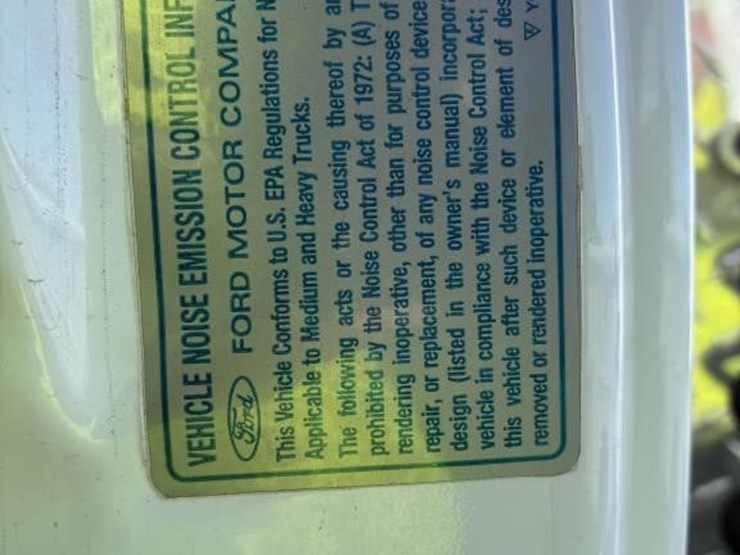 VEHICLE NOISE EMISSION CONTROL INF
Ford FORD MOTOR COMPA
This Vehicle Conforms to U.S. EPA Regulations for N
Applicable to Medium and Heavy Trucks.
The following acts or the causing thereof by a
prohibited by the Noise Control Act of 1972: (A) T
rendering inoperative, other than for purposes of
repair, or replacement, of any noise control device
design (listed in the owner's manual) incorpor
vehicle in compliance with the Noise Control Act;
this vehicle after such device or element of des
removed or rendered inoperative.